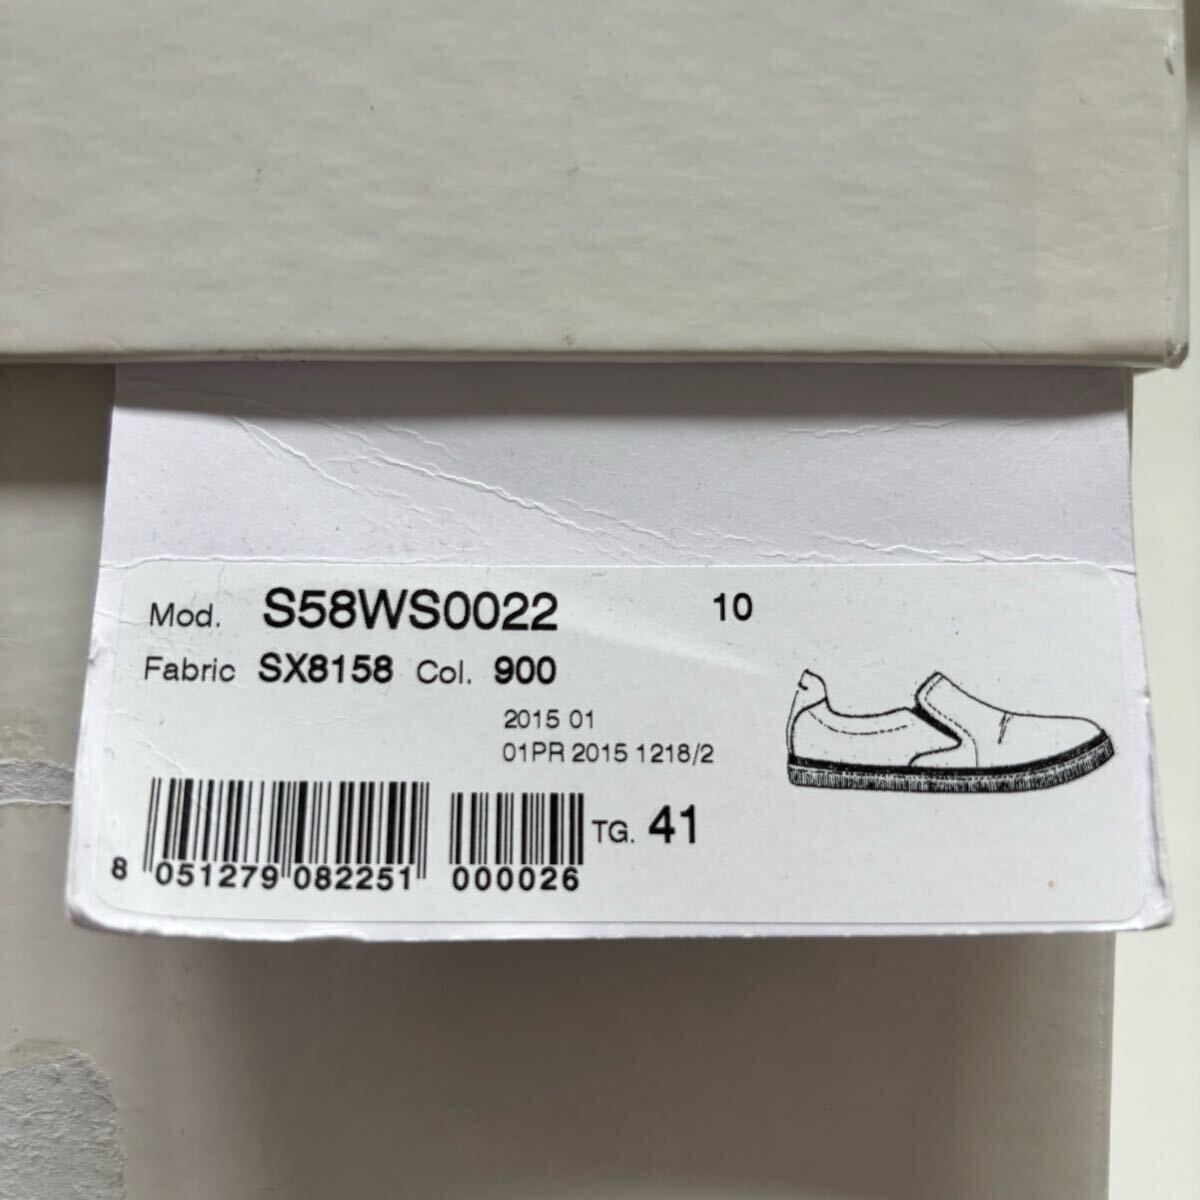 Mod. S58WS0022 10
Fabric SX8158 Col. 900
2015 01
01PR 2015 1218/2
TG. 41
8 051279 082251 000026